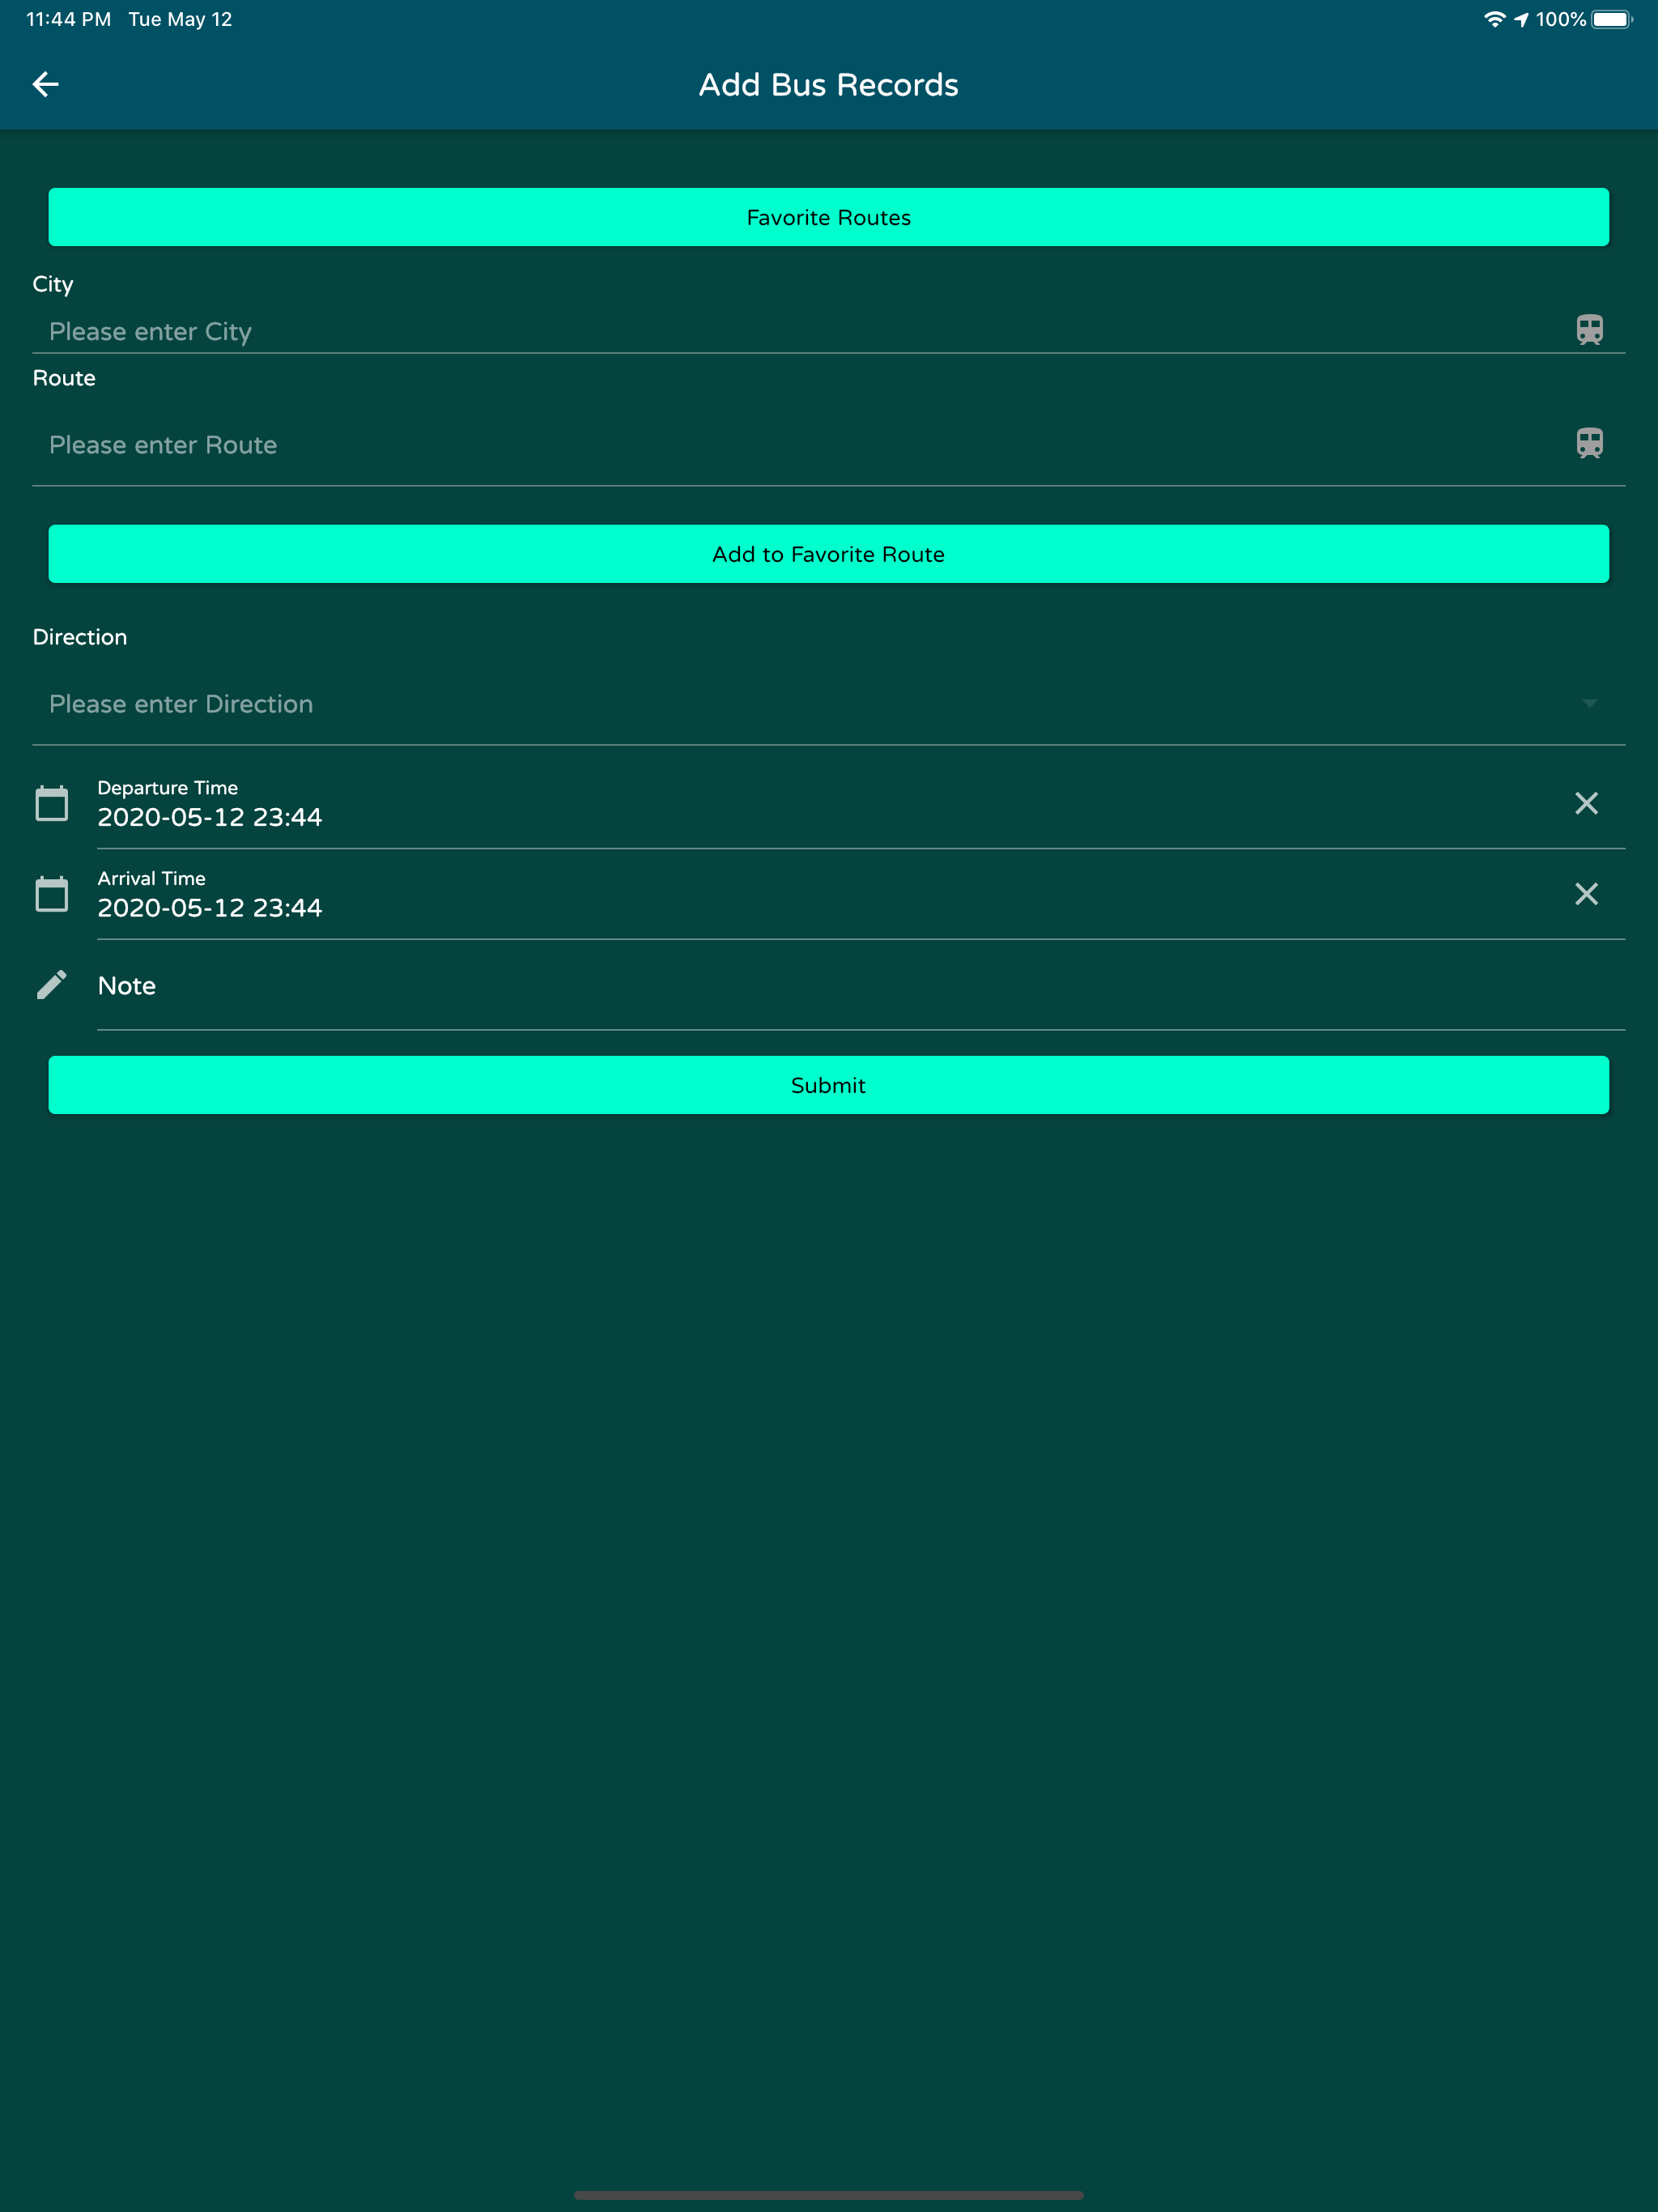 11:44 PM Tue May 12 100%
Add Bus Records
Favorite Routes
City
Please enter City
Route
Please enter Route
Add to Favorite Route
Direction
Please enter Direction
Departure Time
2020-05-12 23:44
Arrival Time
2020-05-12 23:44
Note
Submit